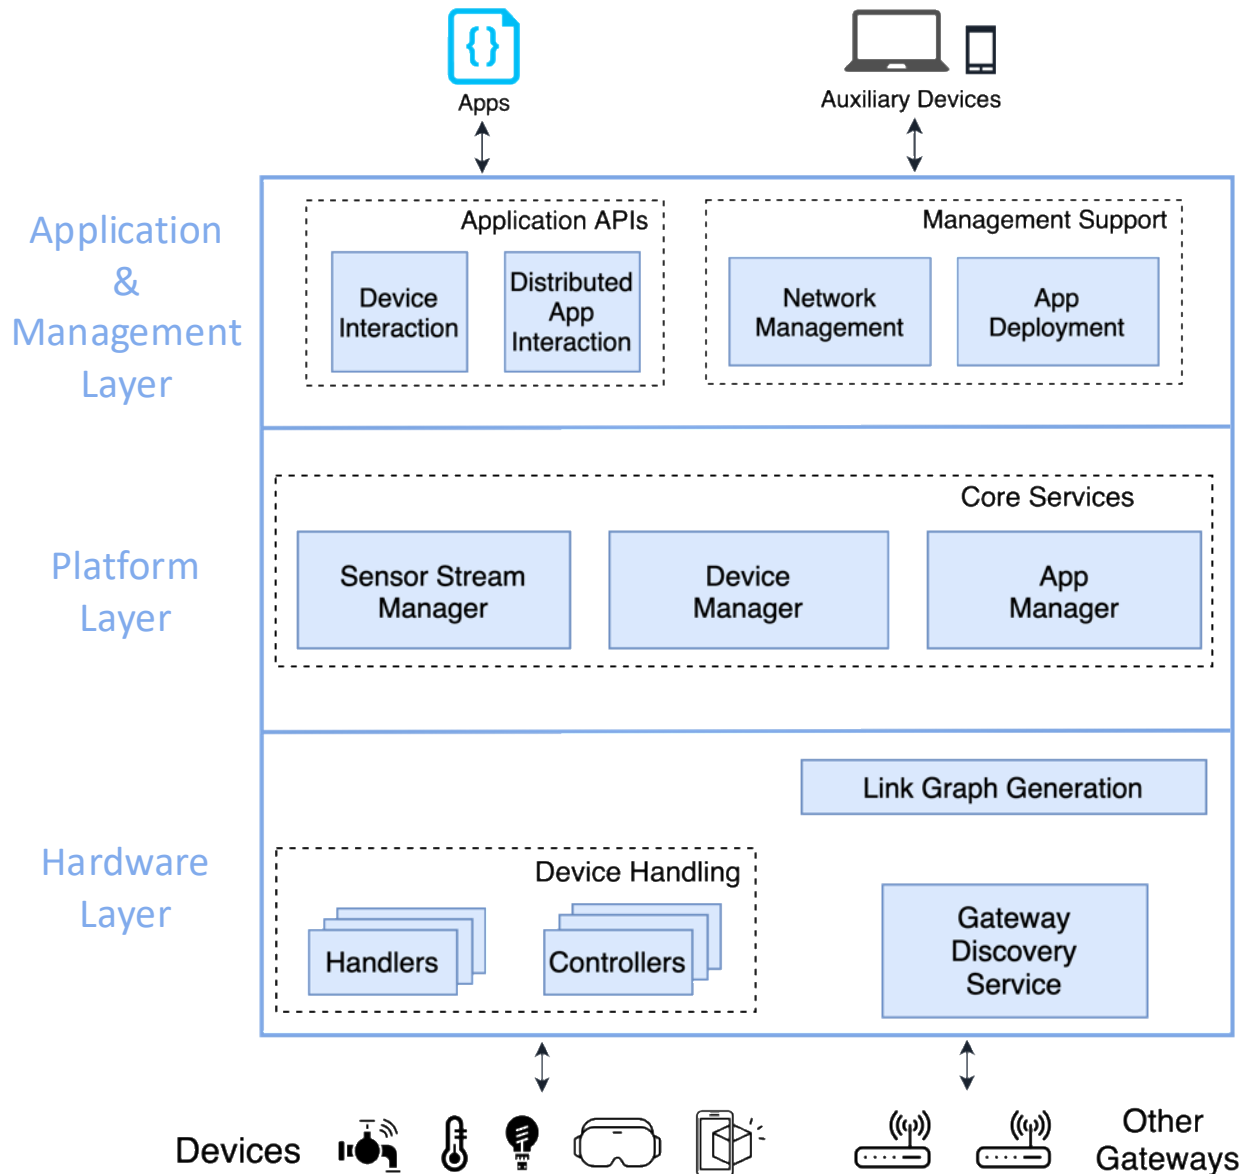 {}
Apps
Auxiliary Devices
Application
&
Management
Layer
Application APIs
Device
Interaction
Distributed
App
Interaction
Management Support
Network
Management
App
Deployment
Platform
Layer
Core Services
Sensor Stream
Manager
Device
Manager
App
Manager
Hardware
Layer
Link Graph Generation
Device Handling
Handlers
Controllers
Gateway
Discovery
Service
Devices
Other
Gateways